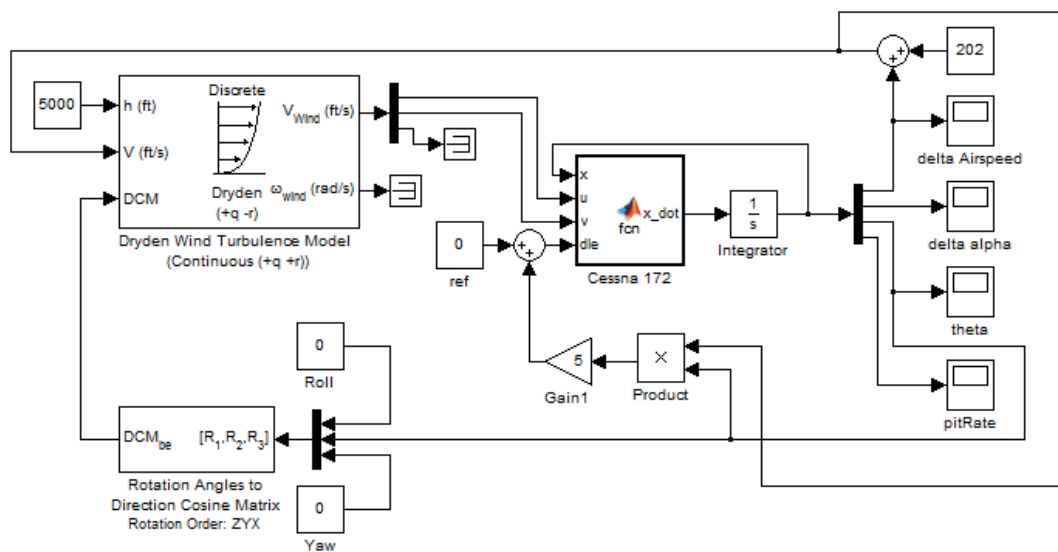 202
Discrete
5000
h (ft)
V_Wind (ft/s)
V (ft/s)
delta Airspeed
x
u
v
dle
fcn
x_dot
1
s
Integrator
DCM
ω_wind (rad/s)
Dryden
(+q -r)
Dryden Wind Turbulence Model
(Continuous (+q +r))
delta alpha
0
ref
+
+
+
+
Cessna 172
theta
0
Roll
5
Gain1
×
Product
pitRate
DCM_be
[R_1,R_2,R_3]
Rotation Angles to
Direction Cosine Matrix
Rotation Order: ZYX
0
Yaw